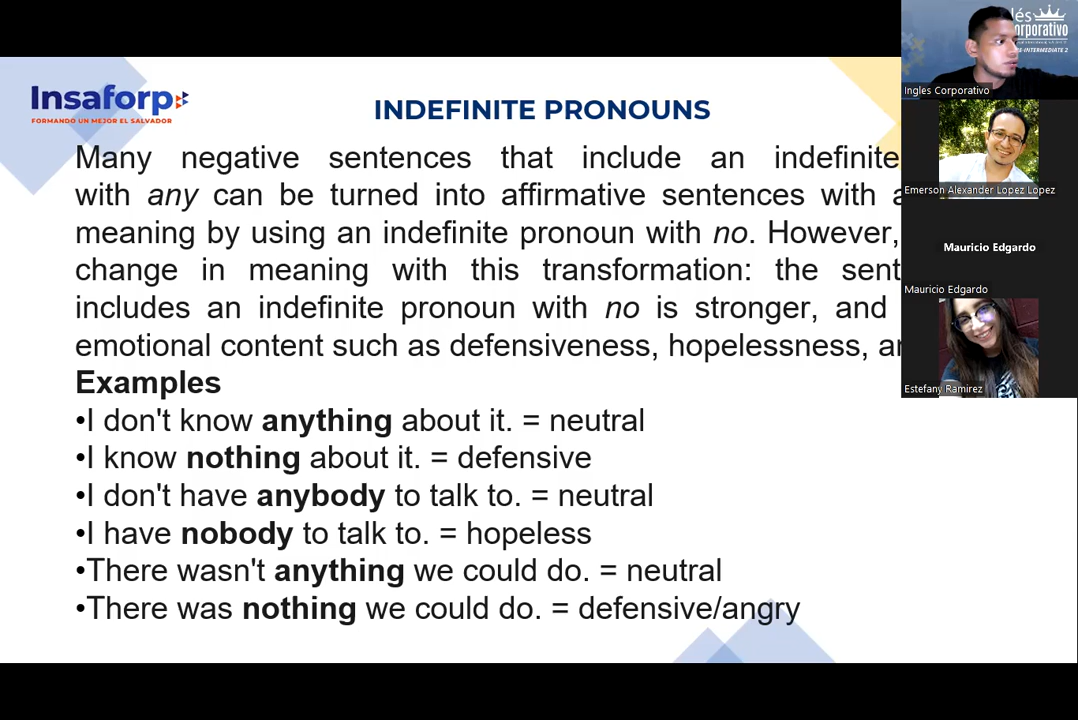 Insaforp
FORMANDO UN MEJOR EL SALVADOR
INDEFINITE PRONOUNS
Many negative sentences that include an indefinite
with any can be turned into affirmative sentences with
meaning by using an indefinite pronoun with no. However,
change in meaning with this transformation: the
includes an indefinite pronoun with no is stronger, and
emotional content such as defensiveness, hopelessness,
Examples
•I don't know anything about it. = neutral
•I know nothing about it. = defensive
•I don't have anybody to talk to. = neutral
•I have nobody to talk to. = hopeless
•There wasn't anything we could do. = neutral
•There was nothing we could do. = defensive/angry
Ingles Corporativo
Emerson Alexander Lopez Lopez
Mauricio Edgardo
Mauricio Edgardo
Estefany Ramirez